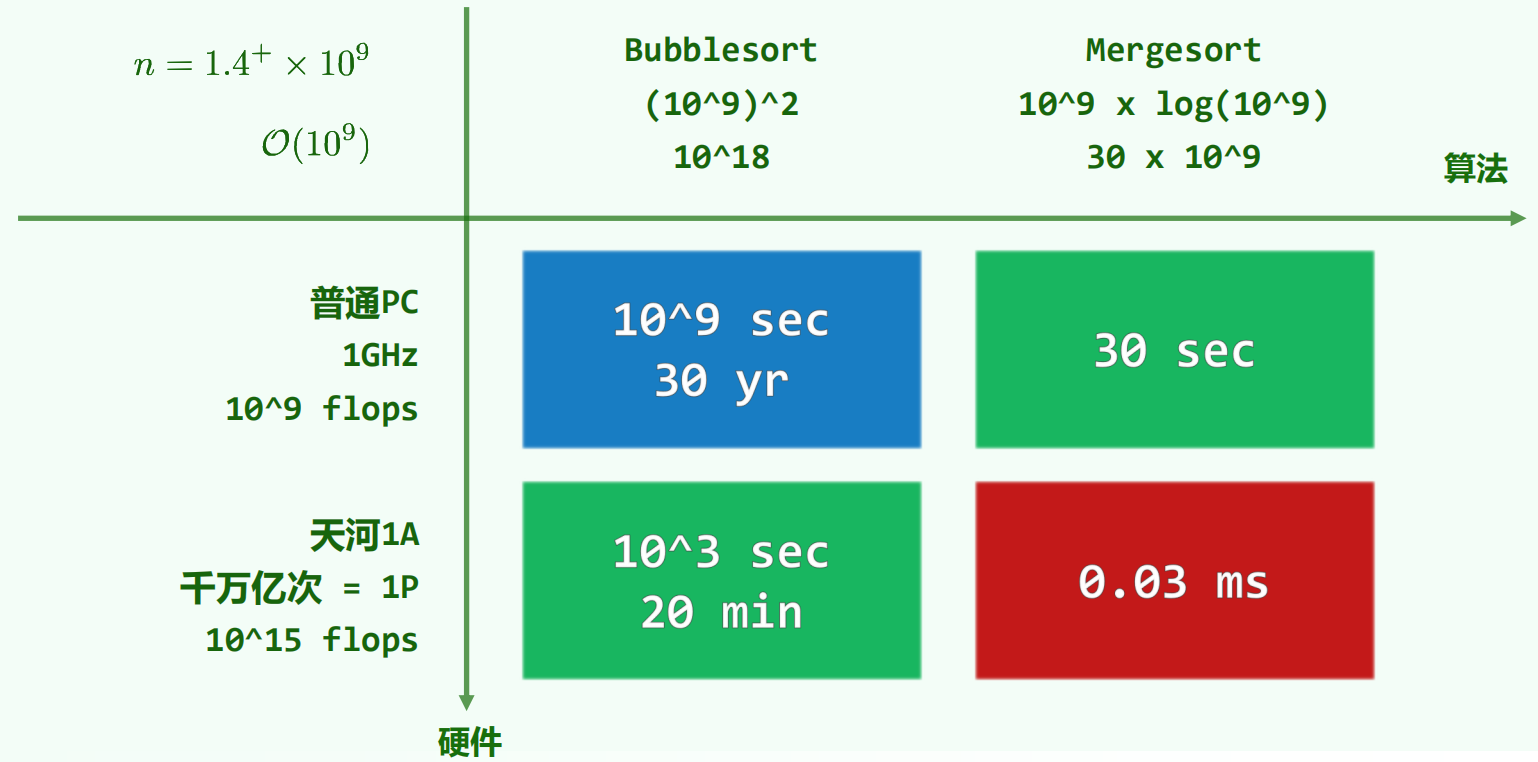 n = 1.4⁺ × 10⁹
𝒪(10⁹)
Bubblesort
(10^9)^2
10^18
Mergesort
10^9 x log(10^9)
30 x 10^9
算法
普通PC
1GHz
10^9 flops
10^9 sec
30 yr
30 sec
天河1A
千万亿次 = 1P
10^15 flops
10^3 sec
20 min
0.03 ms
硬件